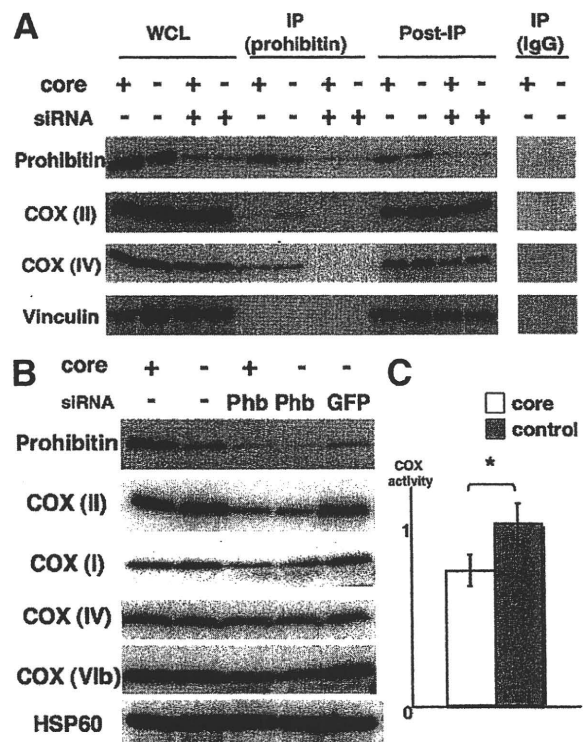 A
WCL IP (prohibitin) Post-IP IP (IgG)
core + - + - + - + - + - + - + -
siRNA - - + + - - + + - - + + - -
Prohibitin
COX (II)
COX (IV)
Vinculin
B
core + - + - -
siRNA - - Phb Phb GFP
Prohibitin
COX (II)
COX (I)
COX (IV)
COX (VIb)
HSP60
C
core
control
COX
activity
*
1
0